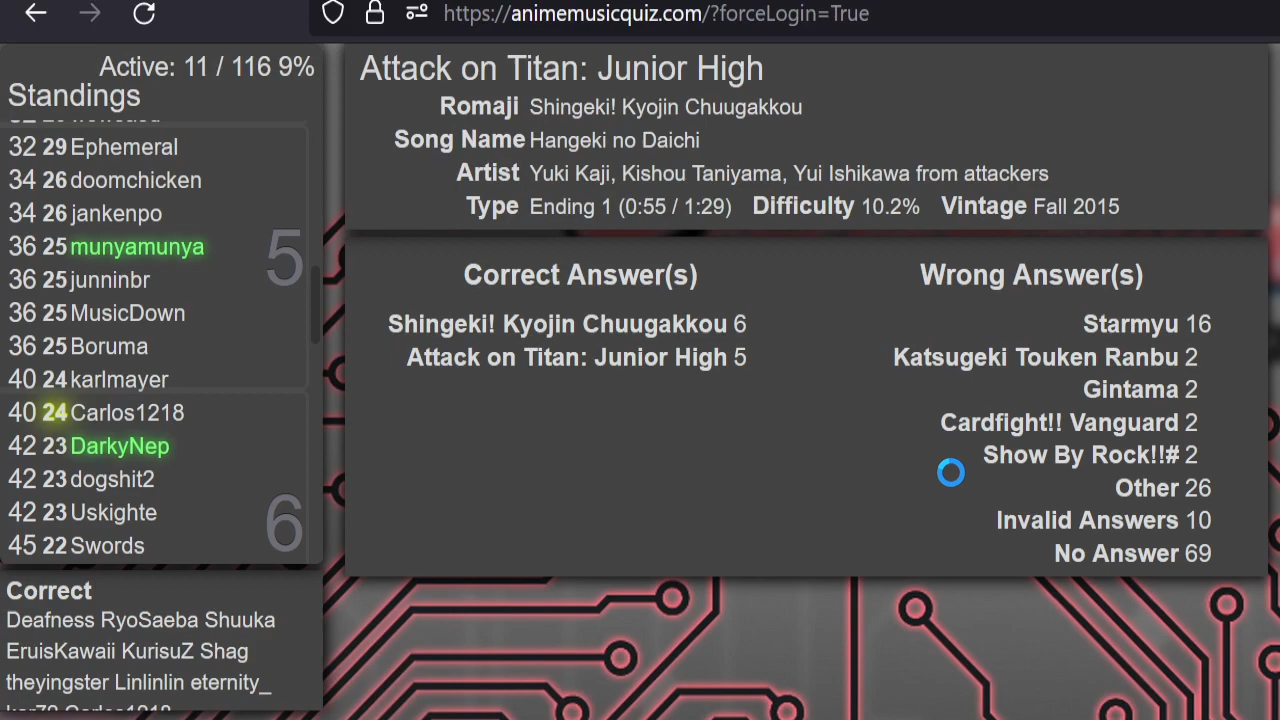 https://animemusicquiz.com/?forceLogin=True
Active: 11 / 116 9%
Standings
32 29 Ephemeral
34 26 doomchicken
34 26 jankenpo
36 25 munyamunya
36 25 junninbr
36 25 MusicDown
36 25 Boruma
40 24 karlmayer
5
40 24 Carlos1218
42 23 DarkyNep
42 23 dogshit2
42 23 Uskighte
45 22 Swords
6
Correct
Deafness RyoSaeba Shuuka
EruisKawaii KurisuZ Shag
theyingster Linlinlin eternity_
Attack on Titan: Junior High
Romaji Shingeki! Kyojin Chuugakkou
Song Name Hangeki no Daichi
Artist Yuki Kaji, Kishou Taniyama, Yui Ishikawa from attackers
Type Ending 1 (0:55 / 1:29) Difficulty 10.2% Vintage Fall 2015
Correct Answer(s)
Shingeki! Kyojin Chuugakkou 6
Attack on Titan: Junior High 5
Wrong Answer(s)
Starmyu 16
Katsugeki Touken Ranbu 2
Gintama 2
Cardfight!! Vanguard 2
Show By Rock!!# 2
Other 26
Invalid Answers 10
No Answer 69